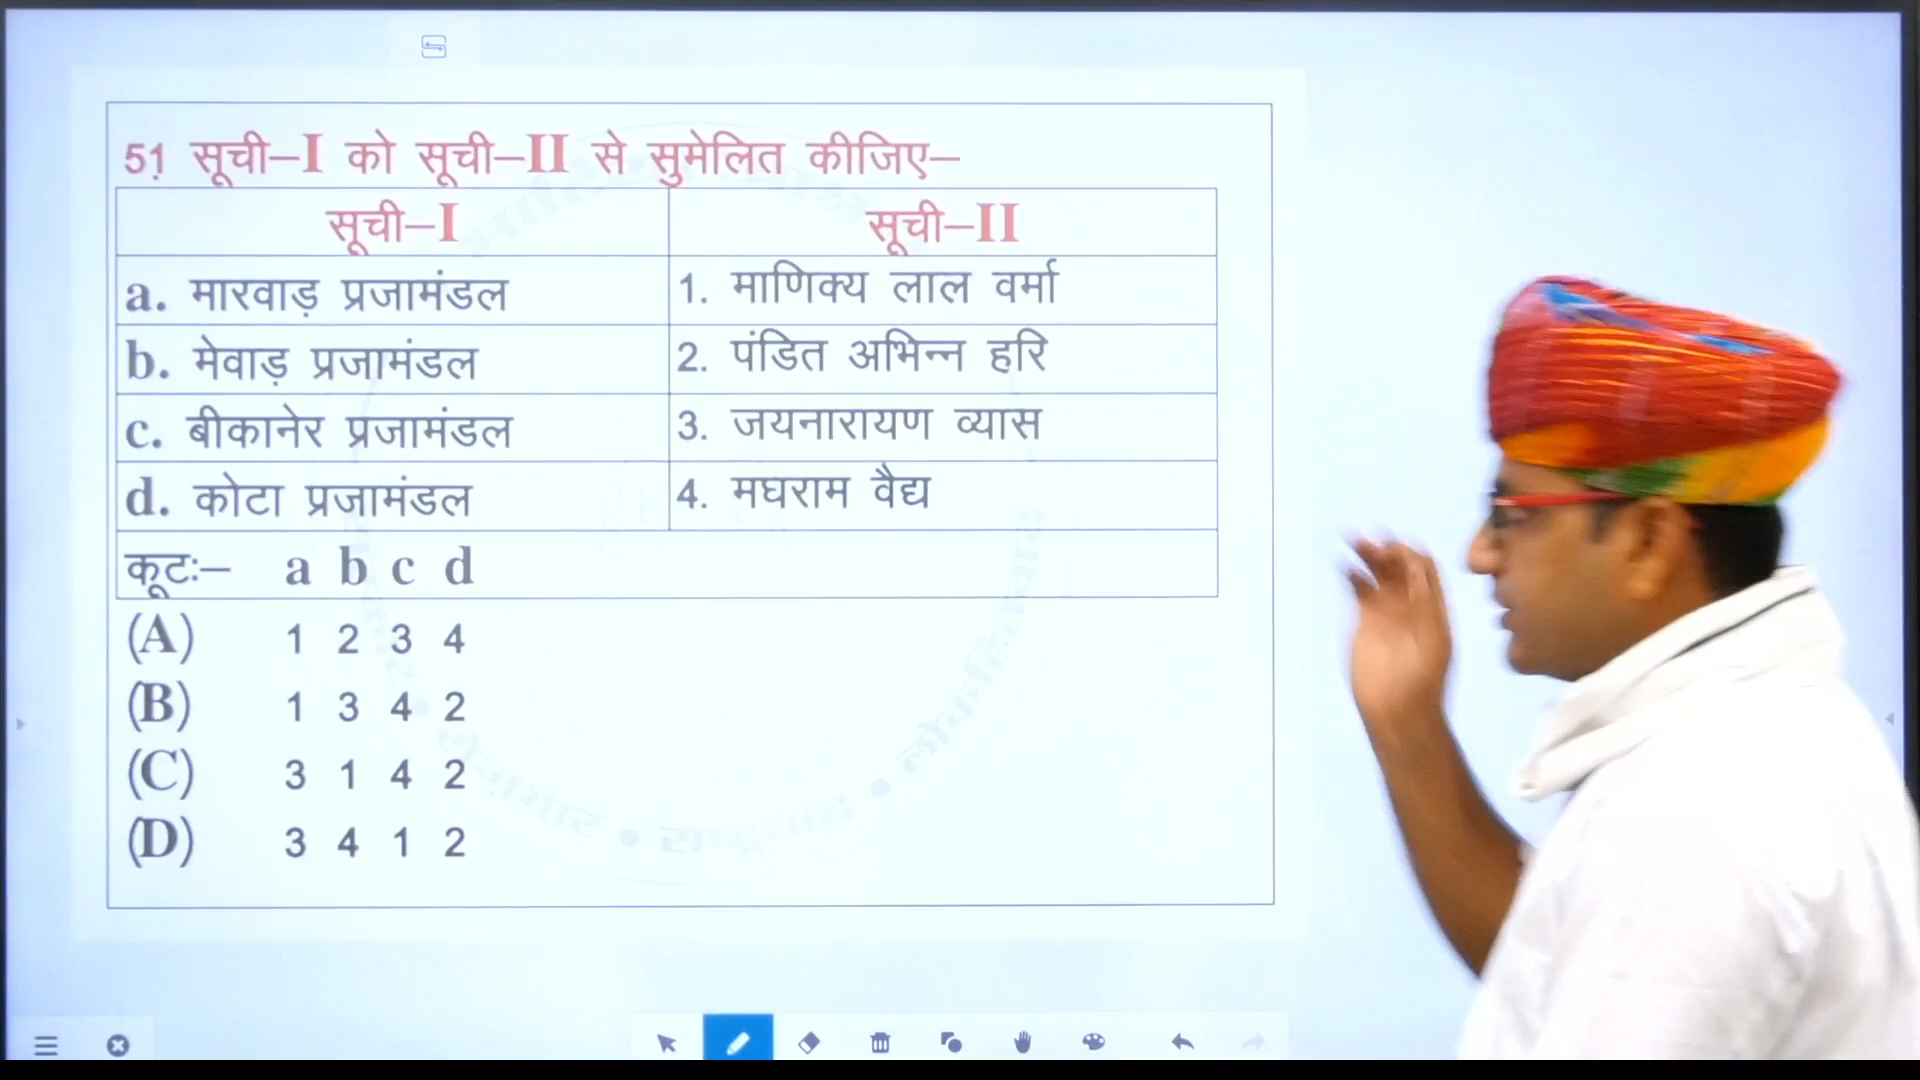 51. सूची–I को सूची–II से सुमेलित कीजिए–
सूची–I सूची–II
a. मारवाड़ प्रजामंडल 1. माणिक्य लाल वर्मा
b. मेवाड़ प्रजामंडल 2. पंडित अभिन्न हरि
c. बीकानेर प्रजामंडल 3. जयनारायण व्यास
d. कोटा प्रजामंडल 4. मघराम वैद्य
कूटः– a b c d
(A) 1 2 3 4
(B) 1 3 4 2
(C) 3 1 4 2
(D) 3 4 1 2